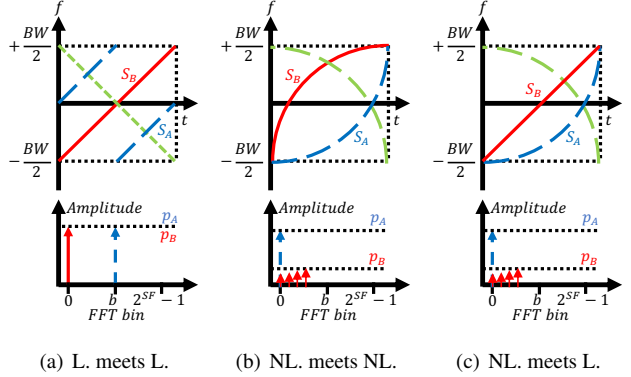 f
+ BW/2
S_B
S_A
t
− BW/2
Amplitude
p_A
p_B
0 b 2^SF − 1
FFT bin
(a) L. meets L.
f
+ BW/2
S_B
S_A
t
− BW/2
Amplitude
p_A
p_B
0 b 2^SF − 1
FFT bin
(b) NL. meets NL.
f
+ BW/2
S_B
S_A
t
− BW/2
Amplitude
p_A
p_B
0 b 2^SF − 1
FFT bin
(c) NL. meets L.